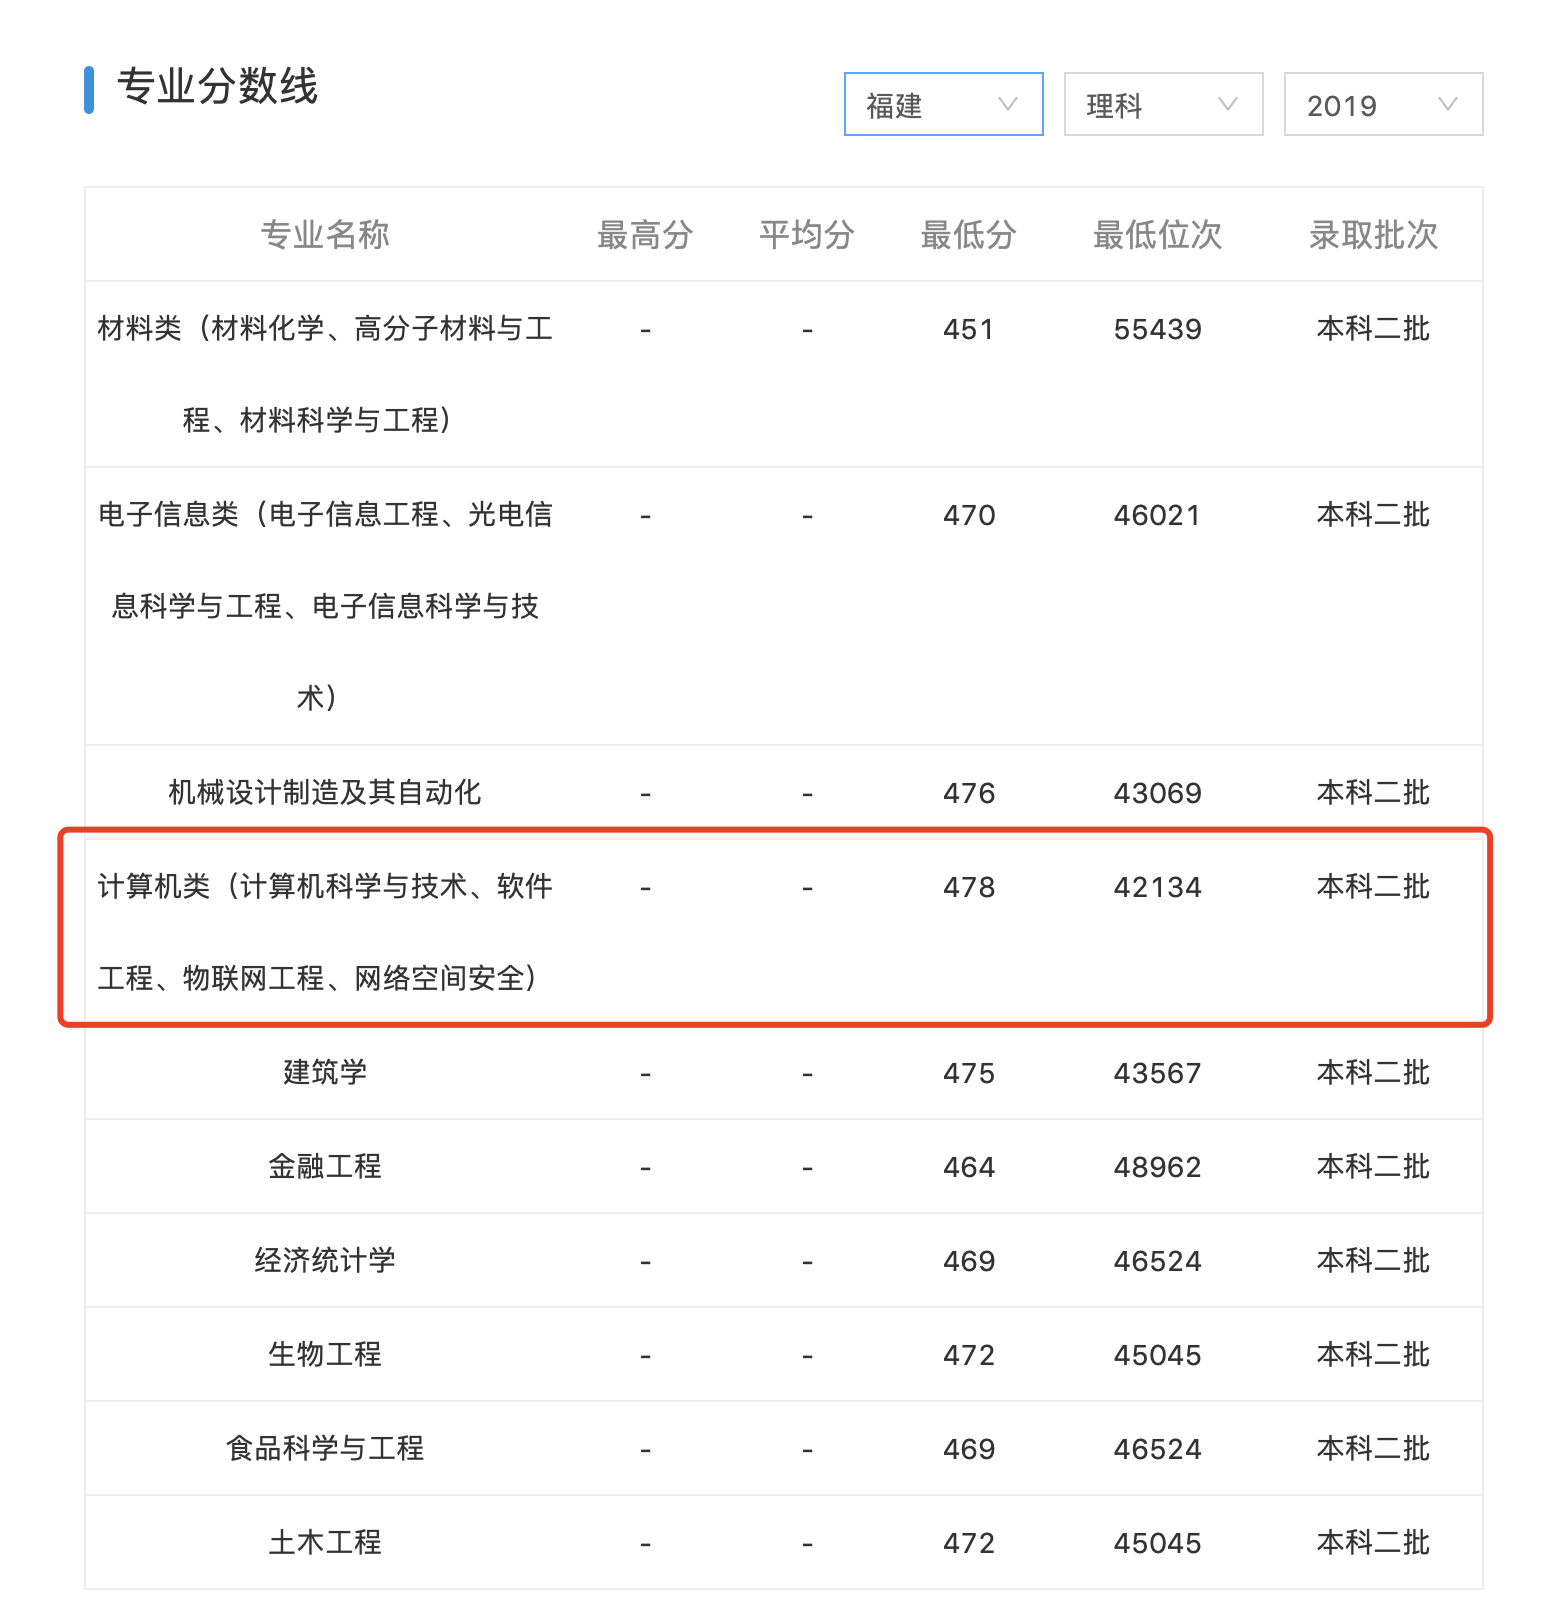 专业分数线
福建 理科 2019
专业名称 最高分 平均分 最低分 最低位次 录取批次
材料类（材料化学、高分子材料与工 - - 451 55439 本科二批
程、材料科学与工程）
电子信息类（电子信息工程、光电信 - - 470 46021 本科二批
息科学与工程、电子信息科学与技
术）
机械设计制造及其自动化 - - 476 43069 本科二批
计算机类（计算机科学与技术、软件 - - 478 42134 本科二批
工程、物联网工程、网络空间安全）
建筑学 - - 475 43567 本科二批
金融工程 - - 464 48962 本科二批
经济统计学 - - 469 46524 本科二批
生物工程 - - 472 45045 本科二批
食品科学与工程 - - 469 46524 本科二批
土木工程 - - 472 45045 本科二批